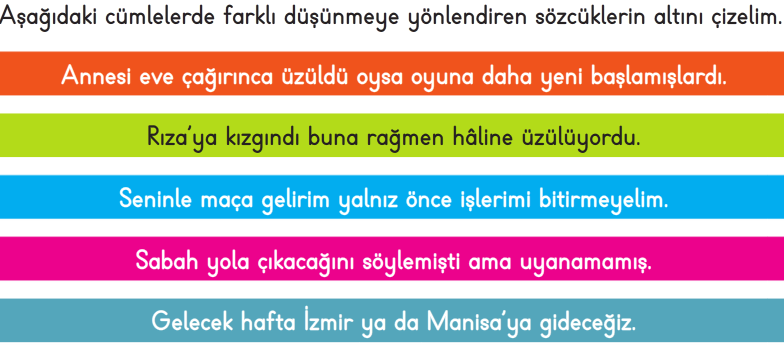 Aşağıdaki cümlelerde farklı düşünmeye yönlendiren sözcüklerin altını çizelim.
Annesi eve çağırınca üzüldü oysa oyuna daha yeni başlamışlardı.
Rıza'ya kızgındı buna rağmen hâline üzülüyordu.
Seninle maça gelirim yalnız önce işlerimi bitirmeyelim.
Sabah yola çıkacağını söylemişti ama uyanamamış.
Gelecek hafta İzmir ya da Manisa'ya gideceğiz.